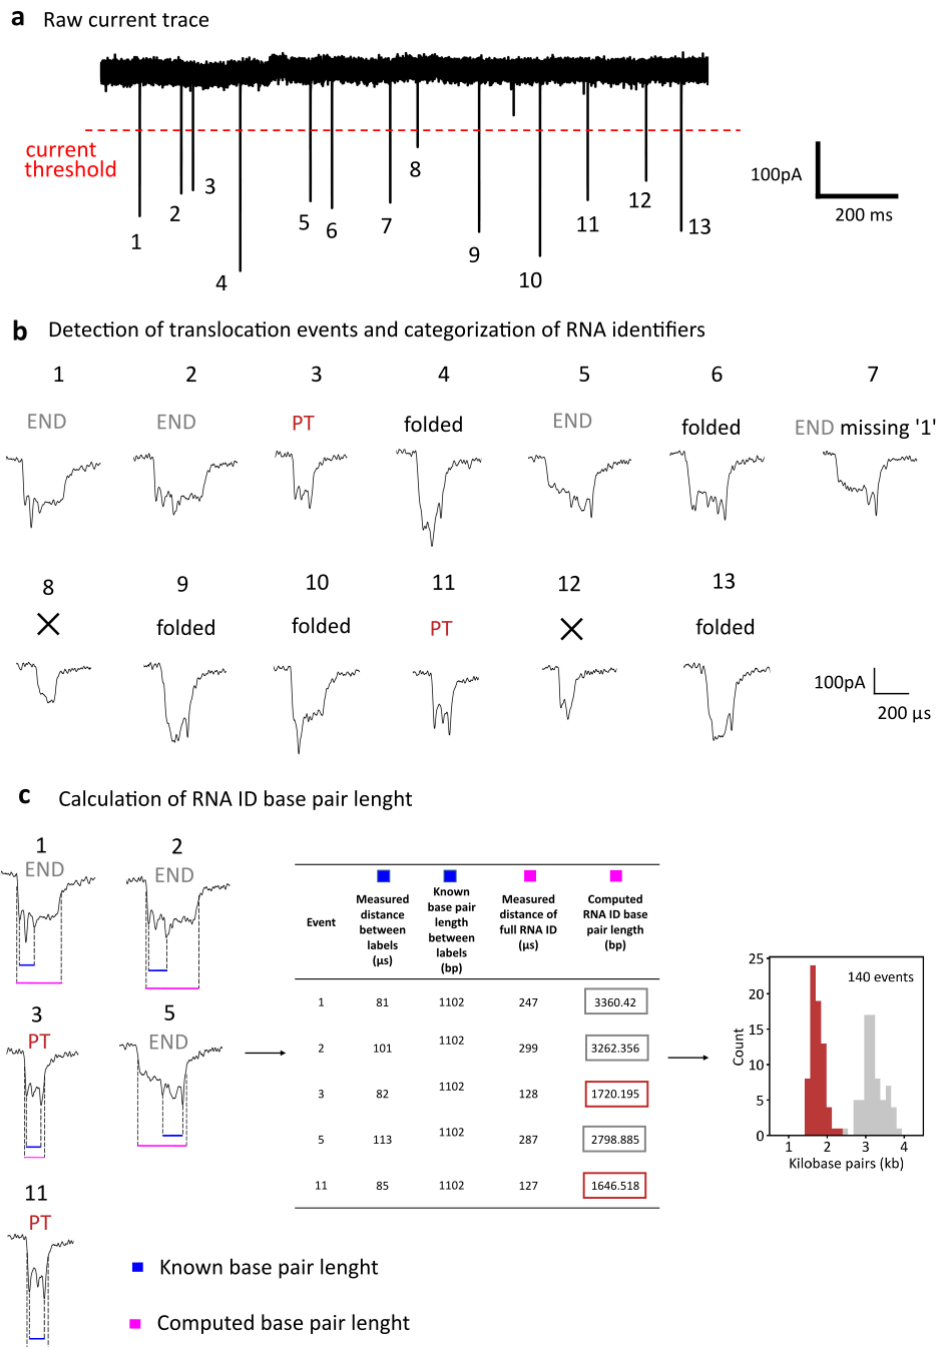 a Raw current trace
current
threshold
1
2
3
4
5
6
7
8
9
10
11
12
13
100pA
200 ms
b Detection of translocation events and categorization of RNA identifiers
1 2 3 4 5 6 7
END END PT folded END folded END missing '1'
8 9 10 11 12 13
folded folded PT folded
100pA
200 µs
c Calculation of RNA ID base pair lenght
1 2
END END
3 5
PT END
11
PT
Event
Measured
distance
between
labels
(µs)
Known
base pair
length
between
labels
(bp)
Measured
distance of
full RNA ID
(µs)
Computed
RNA ID base
pair length
(bp)
1 81 1102 247 3360.42
2 101 1102 299 3262.356
3 82 1102 128 1720.195
5 113 1102 287 2798.885
11 85 1102 127 1646.518
140 events
Count
25
20
15
10
5
0
1 2 3 4
Kilobase pairs (kb)
Known base pair lenght
Computed base pair lenght